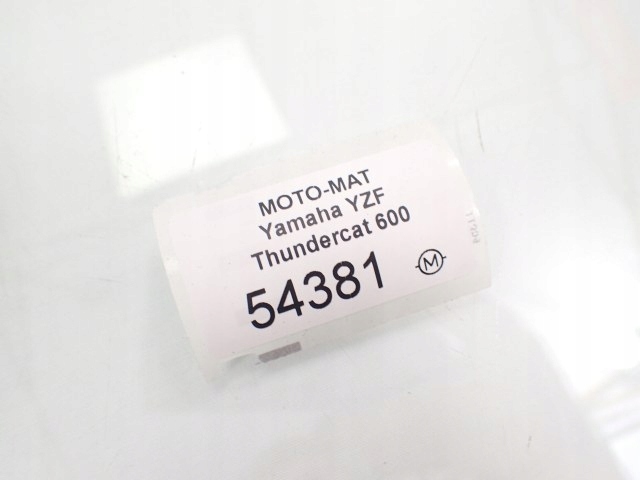 MOTO-MAT
Yamaha YZF
Thundercat 600
54381
M